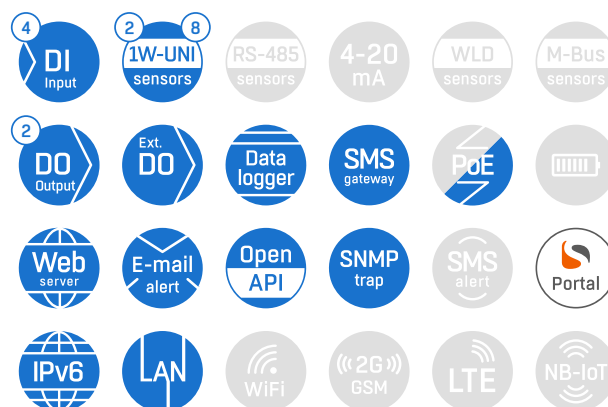 4
DI
Input
2
8
1W-UNI
sensors
RS-485
sensors
4-20
mA
WLD
sensors
M-Bus
sensors
2
DO
Output
Ext.
DO
Data
logger
SMS
gateway
PoE
Web
server
E-mail
alert
Open
API
SNMP
trap
SMS
alert
Portal
IPv6
LAN
WiFi
2G
GSM
LTE
NB-IoT